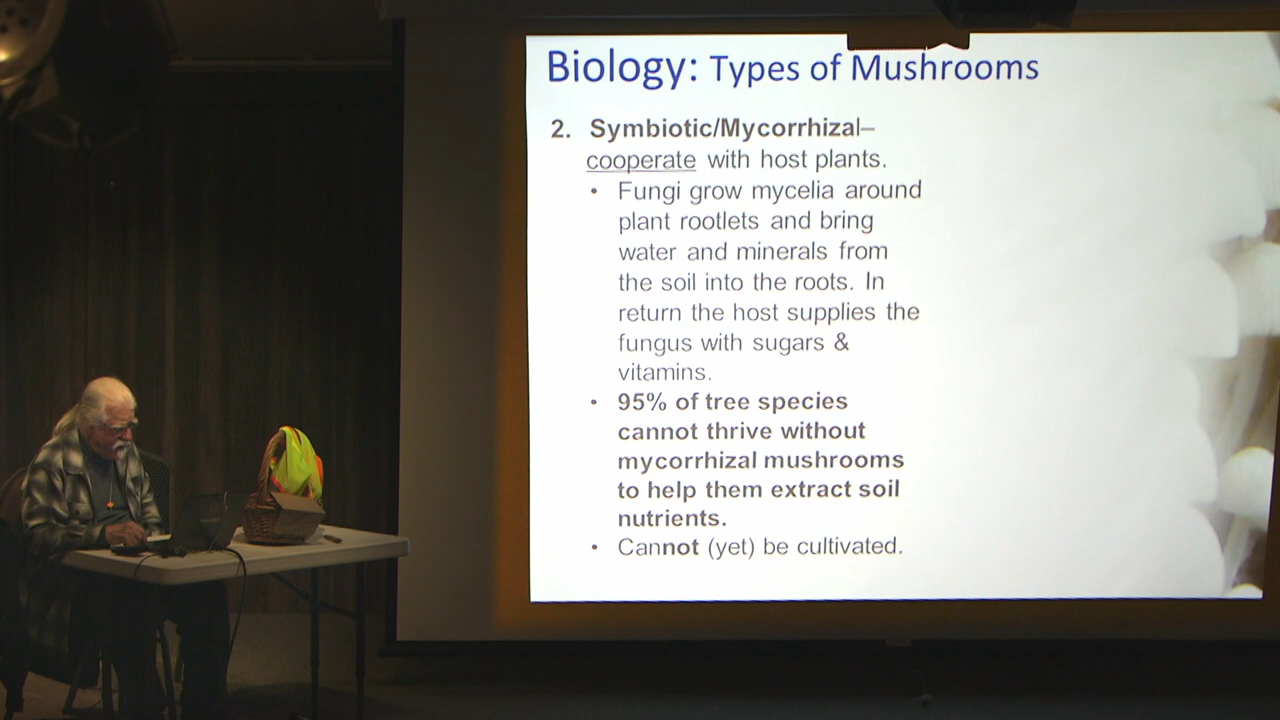 Biology: Types of Mushrooms
2. Symbiotic/Mycorrhizal–
cooperate with host plants.
• Fungi grow mycelia around
plant rootlets and bring
water and minerals from
the soil into the roots. In
return the host supplies the
fungus with sugars &
vitamins.
• 95% of tree species
cannot thrive without
mycorrhizal mushrooms
to help them extract soil
nutrients.
• Cannot (yet) be cultivated.